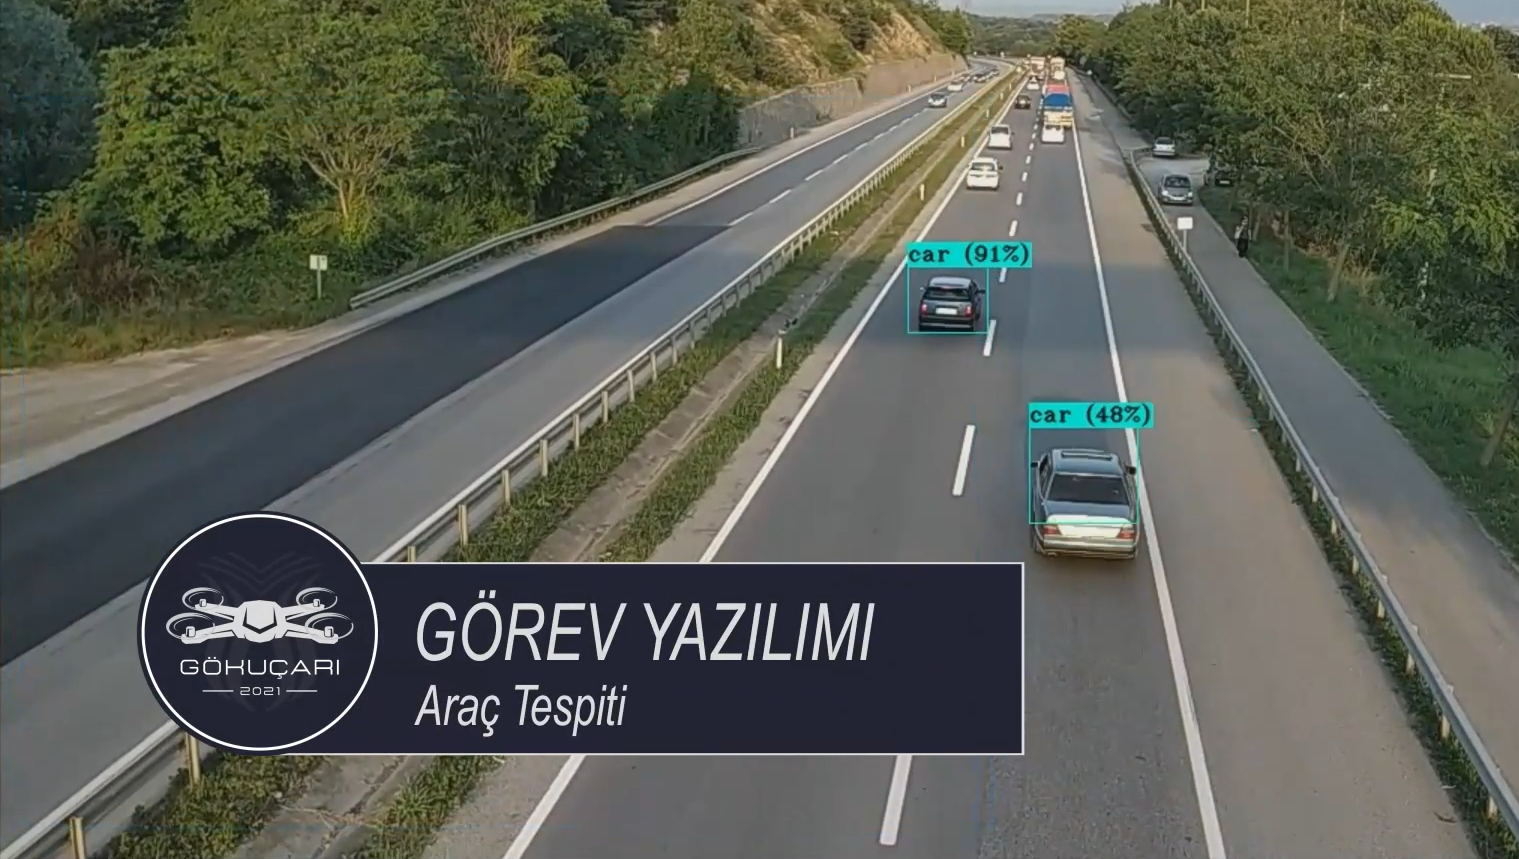 car (91%)
car (48%)
GÖREV YAZILIMI
Araç Tespiti
GÖKUÇARI
2021